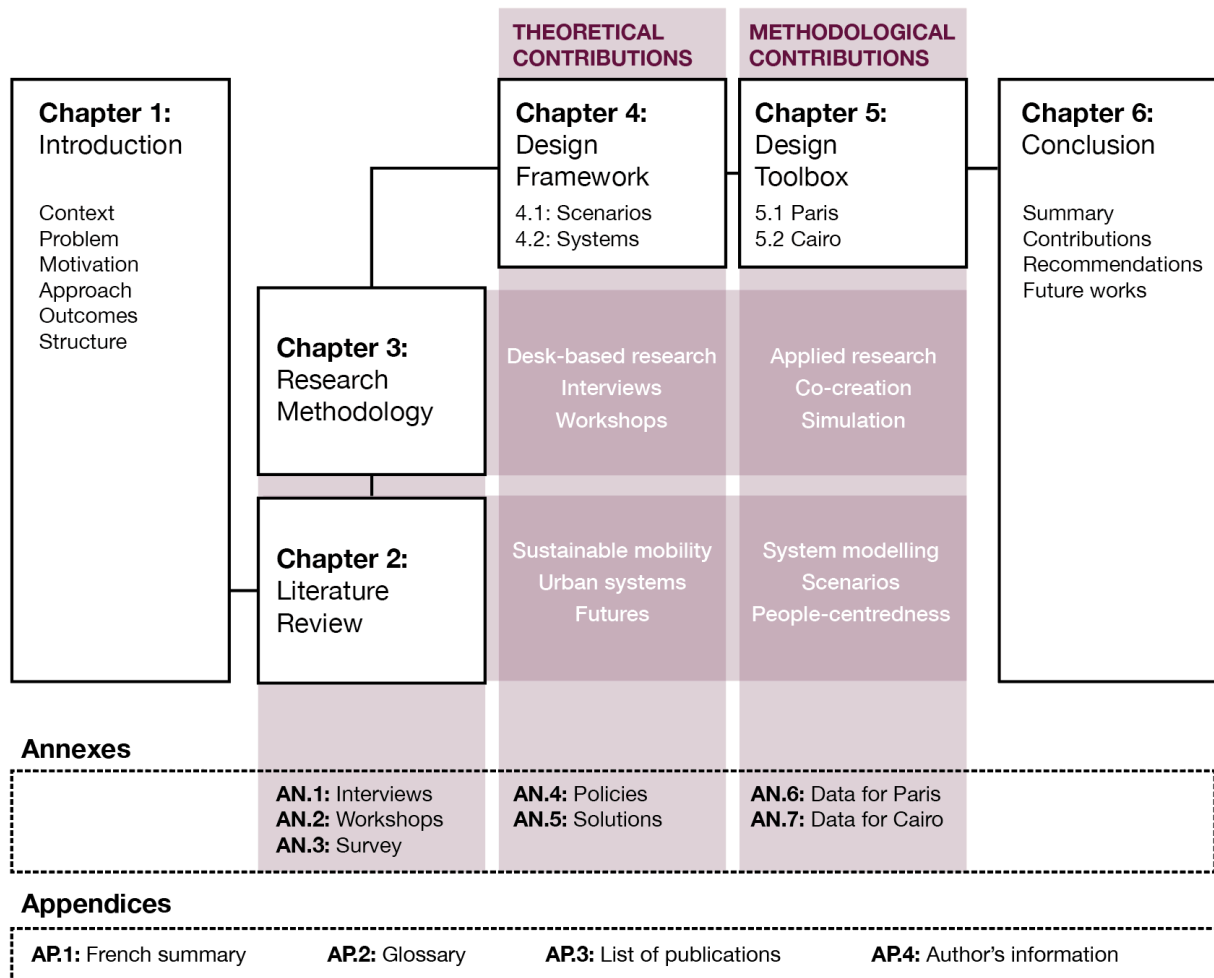 THEORETICAL
CONTRIBUTIONS
METHODOLOGICAL
CONTRIBUTIONS
Chapter 1:
Introduction
Context
Problem
Motivation
Approach
Outcomes
Structure
Chapter 2:
Literature
Review
Chapter 3:
Research
Methodology
Chapter 4:
Design
Framework
4.1: Scenarios
4.2: Systems
Chapter 5:
Design
Toolbox
5.1 Paris
5.2 Cairo
Desk-based research
Interviews
Workshops
Applied research
Co-creation
Simulation
Sustainable mobility
Urban systems
Futures
System modelling
Scenarios
People-centredness
Chapter 6:
Conclusion
Summary
Contributions
Recommendations
Future works
Annexes
AN.1: Interviews
AN.2: Workshops
AN.3: Survey
AN.4: Policies
AN.5: Solutions
AN.6: Data for Paris
AN.7: Data for Cairo
Appendices
AP.1: French summary
AP.2: Glossary
AP.3: List of publications
AP.4: Author's information